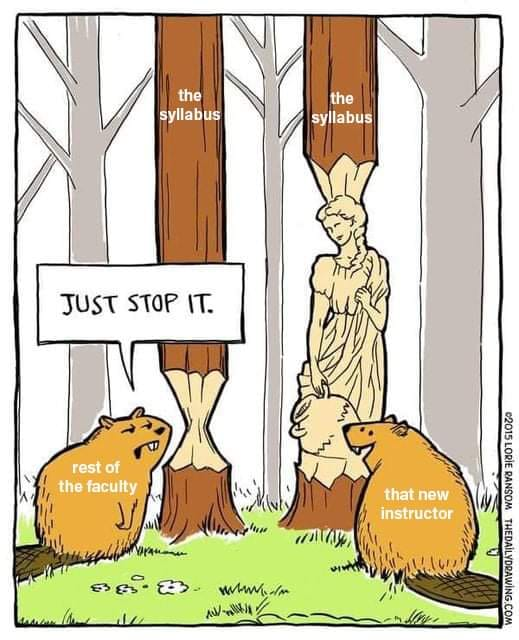 the
syllabus
the
syllabus
JUST STOP IT.
rest of
the faculty
that new
instructor
©2015 LORIE RANSOM THEDAILYDRAWING.COM